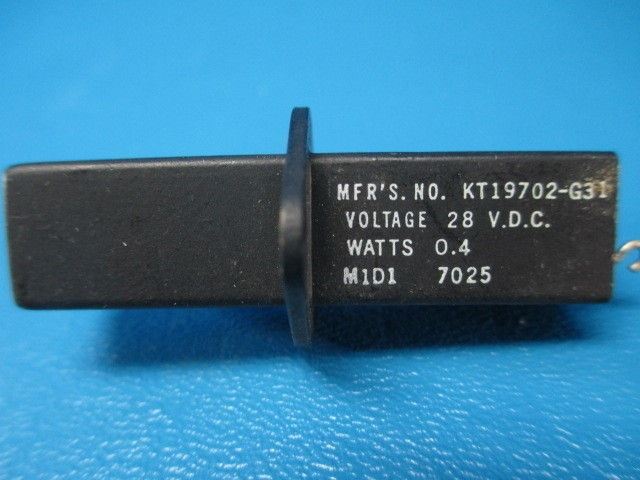 MFR'S. NO. KT19702-G31
VOLTAGE 28 V.D.C.
WATTS 0.4
M1D1 7025